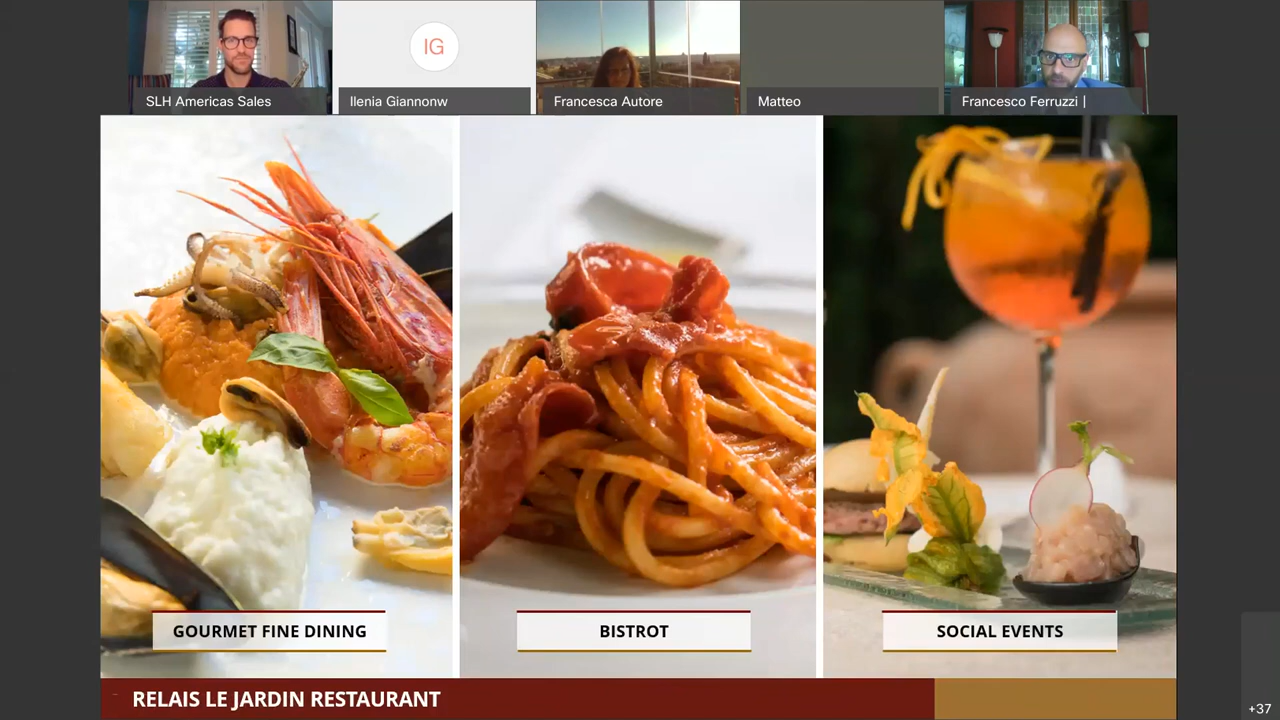 IG
SLH Americas Sales
Ilenia Giannonw
Francesca Autore
Matteo
Francesco Ferruzzi |
GOURMET FINE DINING
BISTROT
SOCIAL EVENTS
RELAIS LE JARDIN RESTAURANT
+37